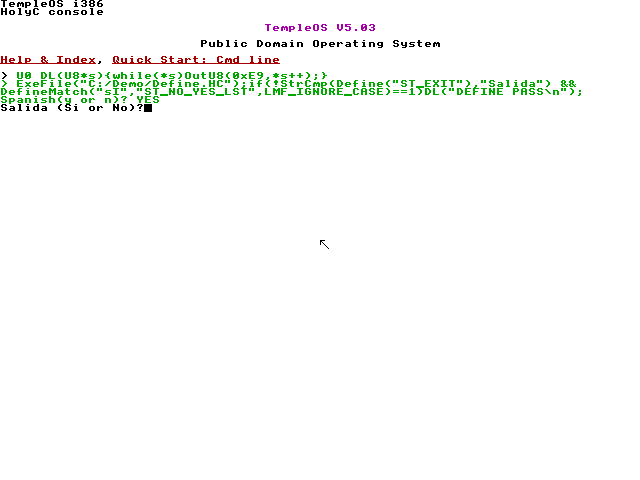 TempleOS i386
HolyC console
TempleOS V5.03
Public Domain Operating System
Help & Index, Quick Start: Cmd line
> U0 DL(U8*s){while(*s)OutU8(0xE9,*s++);}
> ExeFile("C:/Demo/Define.HC");if(!StrCmp(Define("ST_EXIT"),"Salida") &&
DefineMatch("sI","ST_NO_YES_LST",LMF_IGNORE_CASE)==1)DL("DEFINE PASS\n");
Spanish(y or n)? YES
Salida (Si or No)?